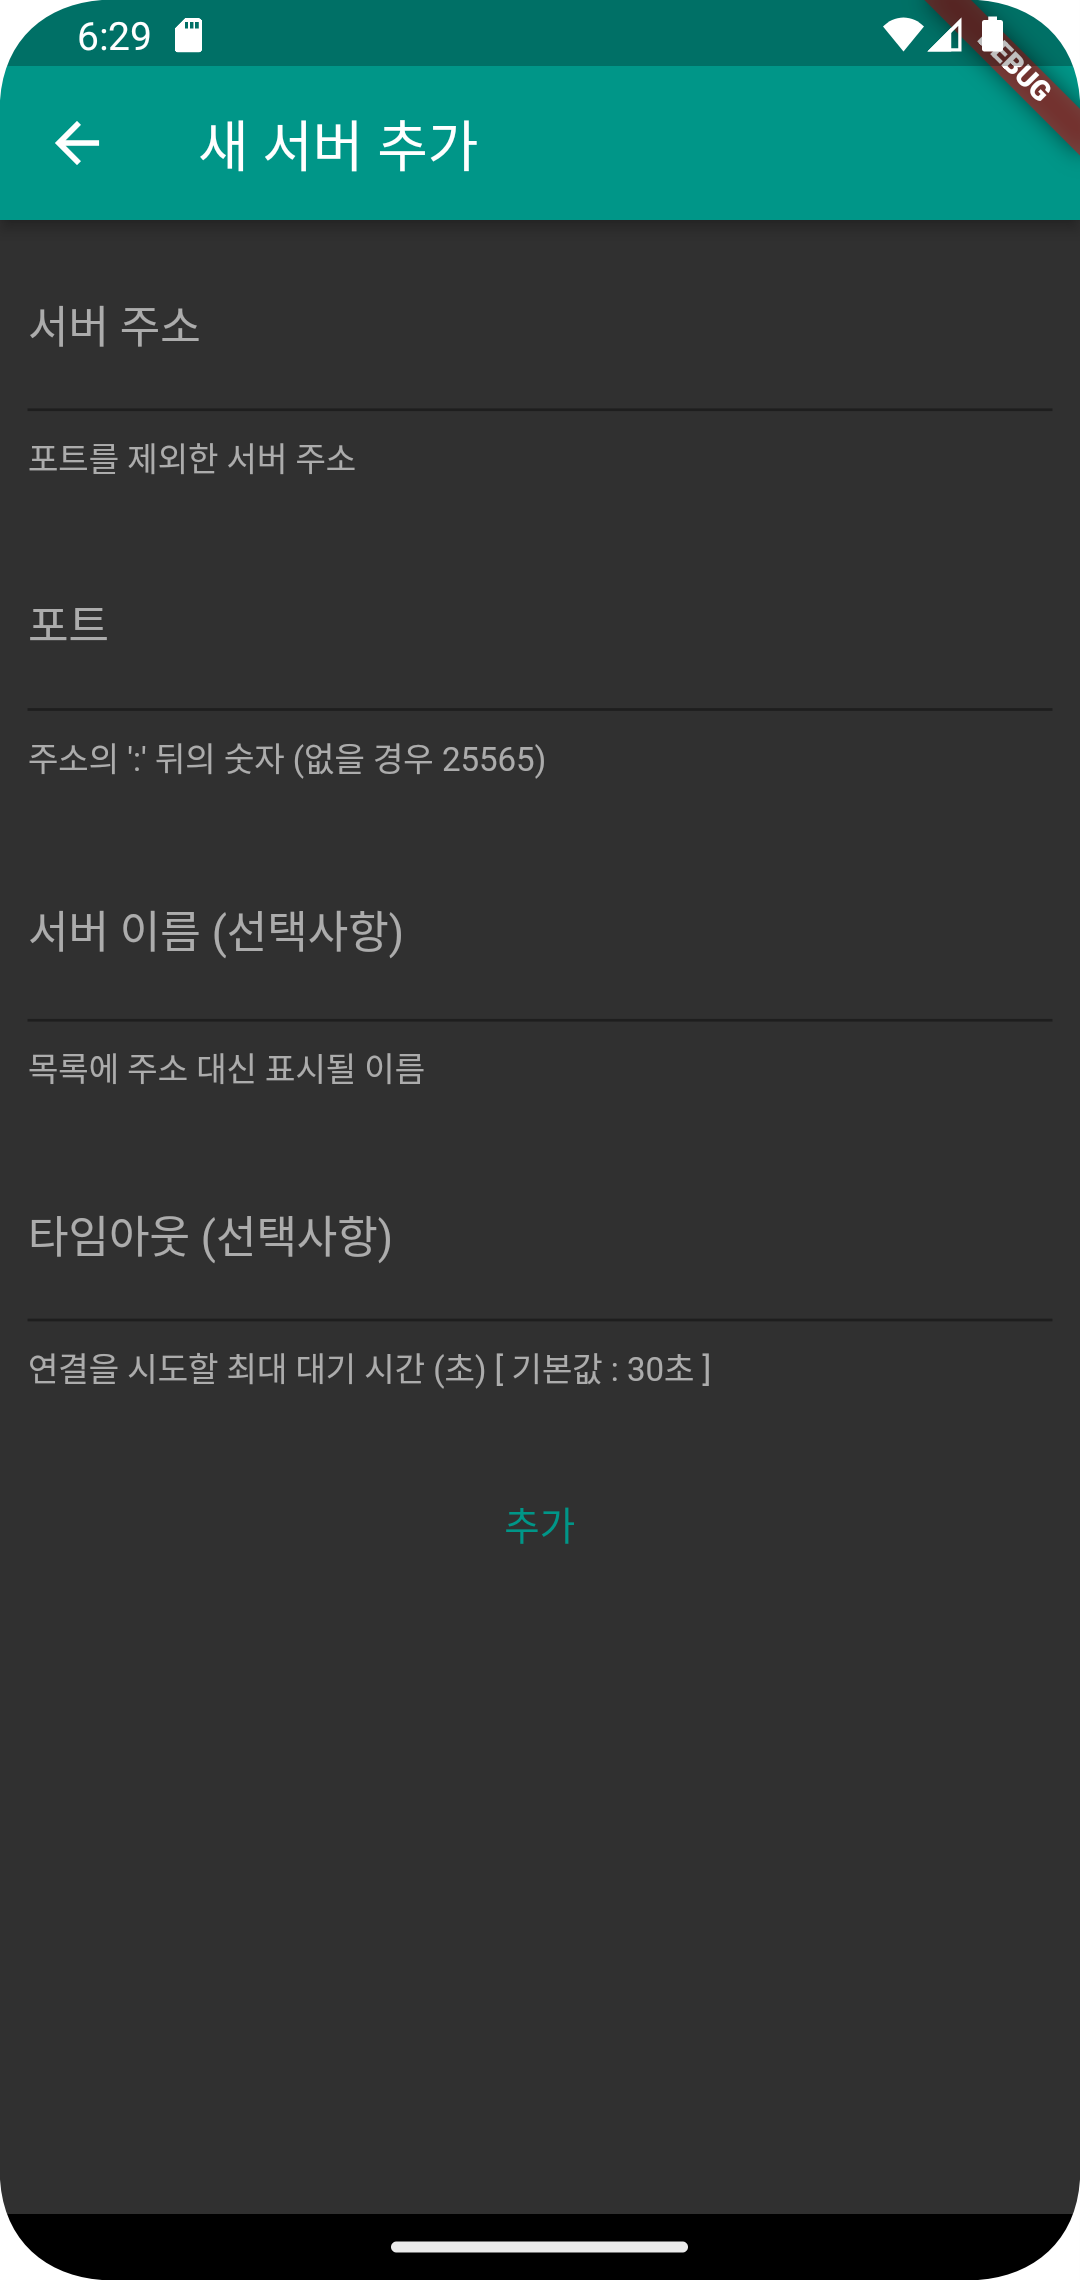 6:29
DEBUG
새 서버 추가
서버 주소
포트를 제외한 서버 주소
포트
주소의 ':' 뒤의 숫자 (없을 경우 25565)
서버 이름 (선택사항)
목록에 주소 대신 표시될 이름
타임아웃 (선택사항)
연결을 시도할 최대 대기 시간 (초) [ 기본값 : 30초 ]
추가